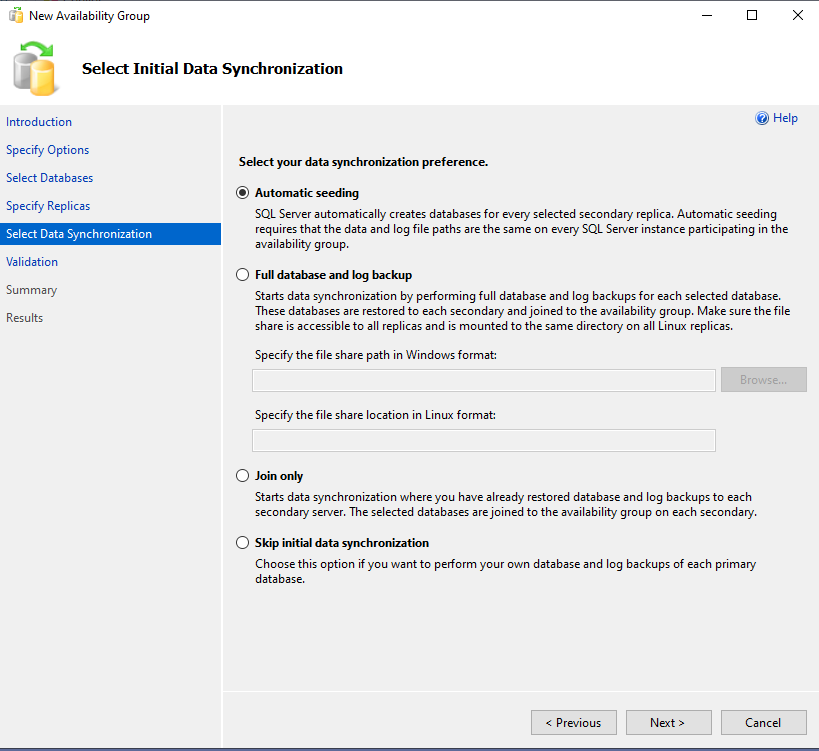 New Availability Group
Select Initial Data Synchronization
Introduction
Specify Options
Select Databases
Specify Replicas
Select Data Synchronization
Validation
Summary
Results
Help
Select your data synchronization preference.
Automatic seeding
SQL Server automatically creates databases for every selected secondary replica. Automatic seeding
requires that the data and log file paths are the same on every SQL Server instance participating in the
availability group.
Full database and log backup
Starts data synchronization by performing full database and log backups for each selected database.
These databases are restored to each secondary and joined to the availability group. Make sure the file
share is accessible to all replicas and is mounted to the same directory on all Linux replicas.
Specify the file share path in Windows format:
Browse...
Specify the file share location in Linux format:
Join only
Starts data synchronization where you have already restored database and log backups to each
secondary server. The selected databases are joined to the availability group on each secondary.
Skip initial data synchronization
Choose this option if you want to perform your own database and log backups of each primary
database.
< Previous
Next >
Cancel